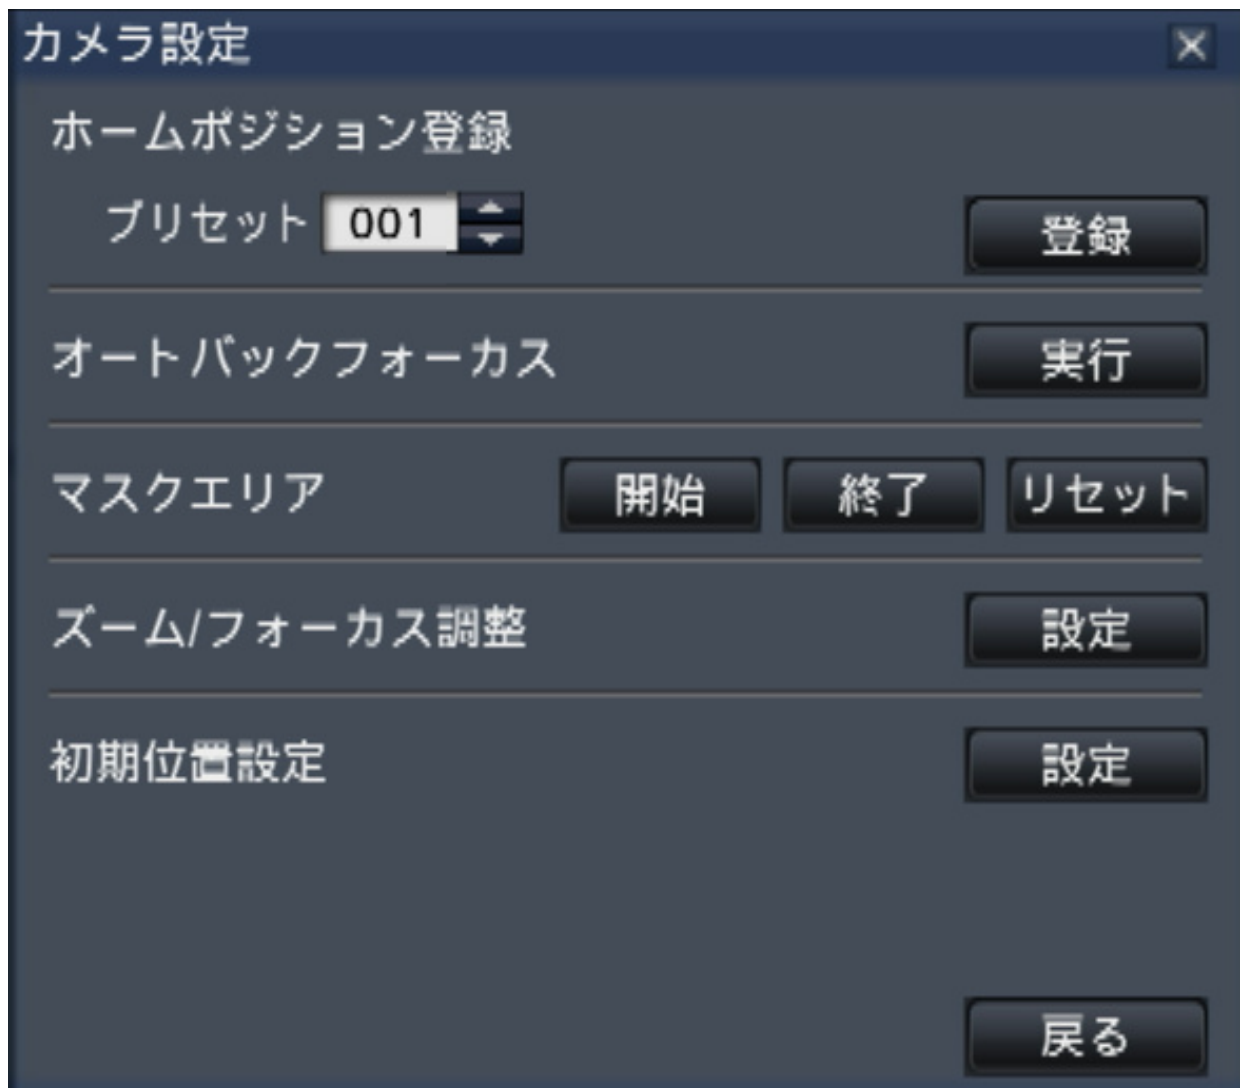 カメラ設定
ホームポジション登録
プリセット 001 登録
オートバックフォーカス 実行
マスクエリア 開始 終了 リセット
ズーム/フォーカス調整 設定
初期位置設定 設定
戻る